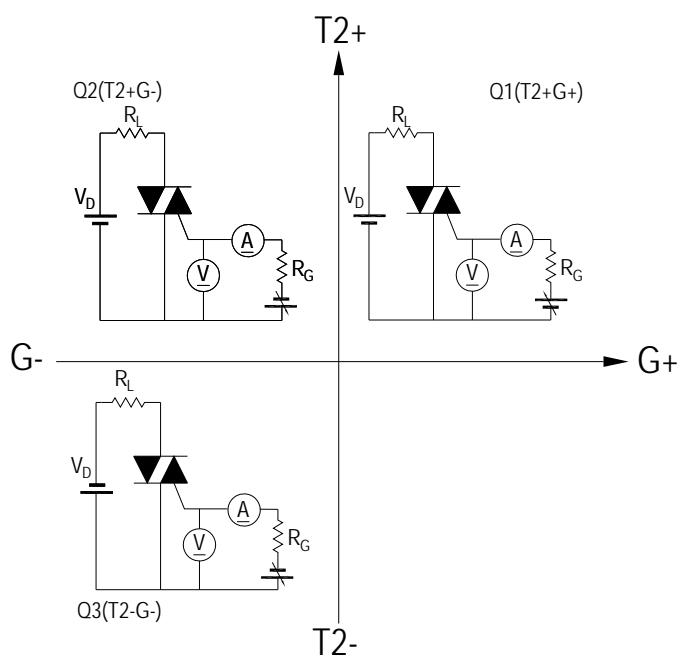 T2+
Q2(T2+G-)
Q1(T2+G+)
RL
RL
VD
VD
A
A
V
V
RG
RG
G-
G+
RL
VD
A
V
RG
Q3(T2-G-)
T2-